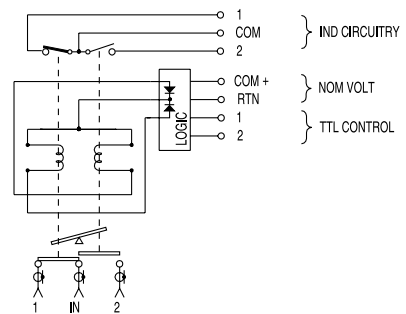 1
COM
2
IND CIRCUITRY
COM +
RTN
NOM VOLT
1
2
TTL CONTROL
LOGIC
1 IN 2